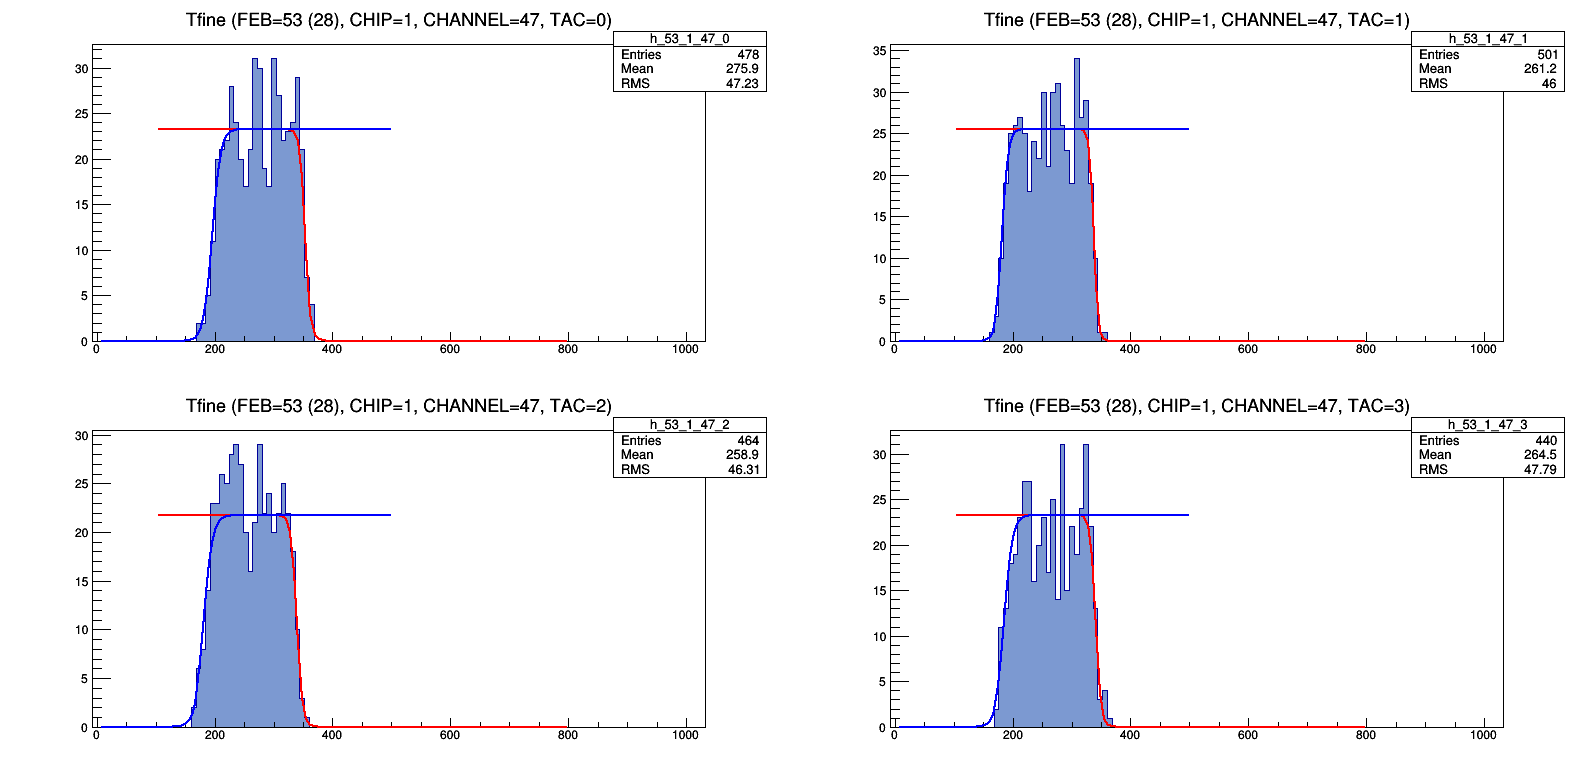 Tfine (FEB=53 (28), CHIP=1, CHANNEL=47, TAC=0)
h_53_1_47_0
Entries 478
Mean 275.9
RMS 47.23
30
25
20
15
10
5
0
0 200 400 600 800 1000
Tfine (FEB=53 (28), CHIP=1, CHANNEL=47, TAC=1)
h_53_1_47_1
Entries 501
Mean 261.2
RMS 46
35
30
25
20
15
10
5
0
0 200 400 600 800 1000
Tfine (FEB=53 (28), CHIP=1, CHANNEL=47, TAC=2)
h_53_1_47_2
Entries 464
Mean 258.9
RMS 46.31
30
25
20
15
10
5
0
0 200 400 600 800 1000
Tfine (FEB=53 (28), CHIP=1, CHANNEL=47, TAC=3)
h_53_1_47_3
Entries 440
Mean 264.5
RMS 47.79
30
25
20
15
10
5
0
0 200 400 600 800 1000